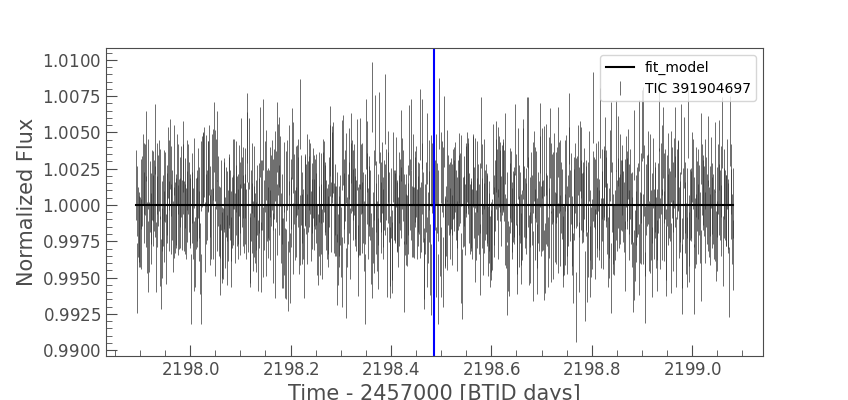 1.0100
1.0075
1.0050
1.0025
1.0000
0.9975
0.9950
0.9925
0.9900
Normalized Flux
fit_model
TIC 391904697
2198.0 2198.2 2198.4 2198.6 2198.8 2199.0
Time - 2457000 [BTJD days]